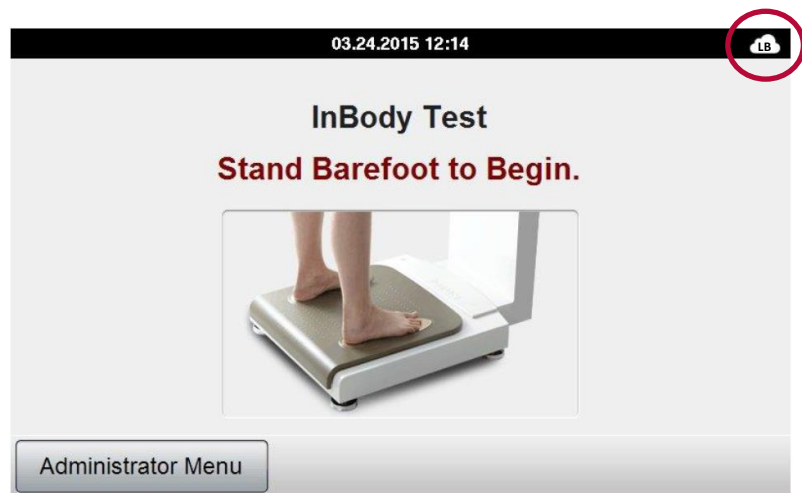 03.24.2015 12:14
LB
InBody Test
Stand Barefoot to Begin.
Administrator Menu